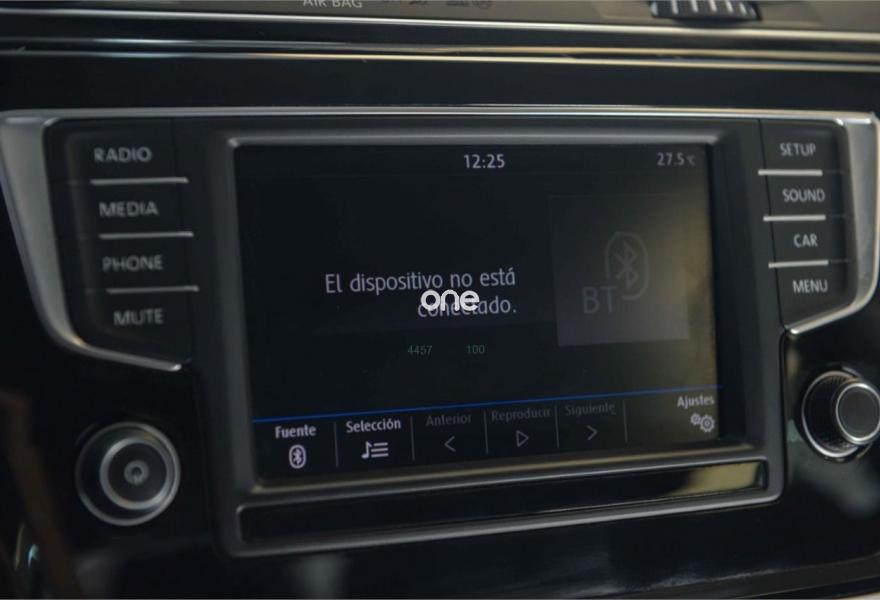 AIR BAG
RADIO
MEDIA
PHONE
MUTE
12:25
27.5°C
El dispositivo no está
conectado.
one
BT
4457 100
Fuente
Selección
Anterior
Reproducir
Siguiente
Ajustes
SETUP
SOUND
CAR
MENU